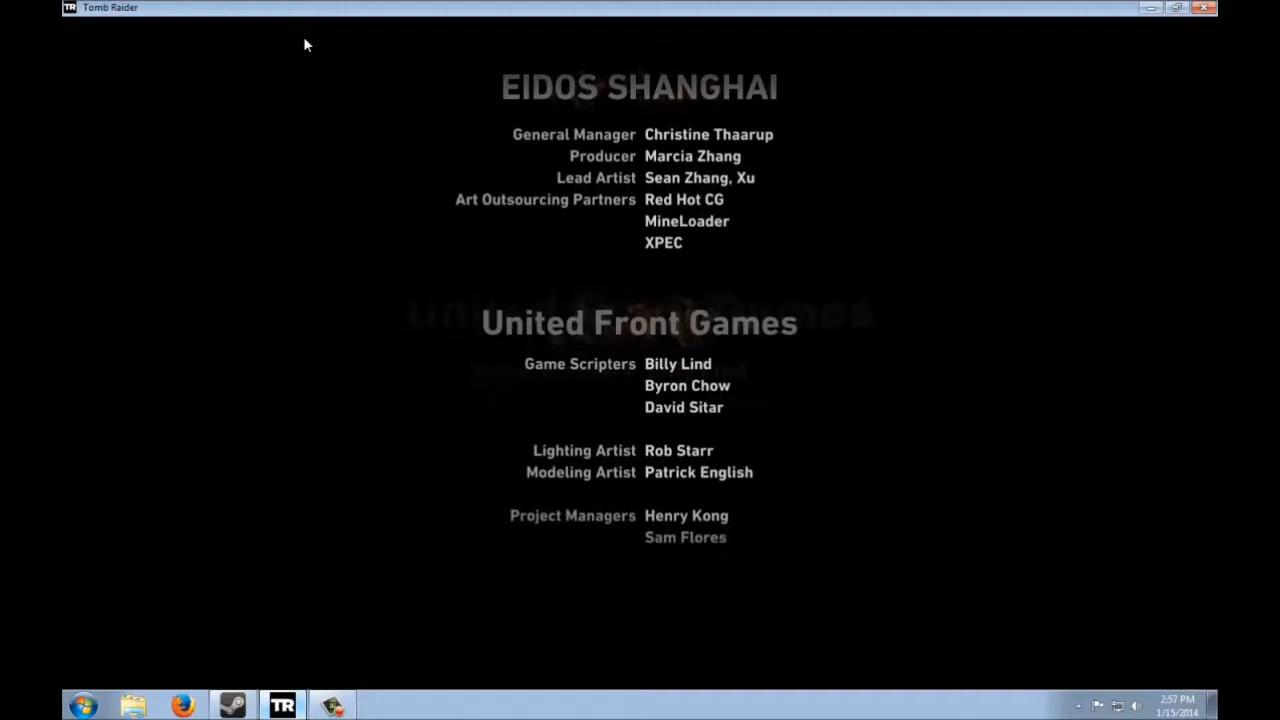 TR Tomb Raider
EIDOS SHANGHAI
General Manager Christine Thaarup
Producer Marcia Zhang
Lead Artist Sean Zhang, Xu
Art Outsourcing Partners Red Hot CG
MineLoader
XPEC
United Front Games
Game Scripters Billy Lind
Byron Chow
David Sitar
Lighting Artist Rob Starr
Modeling Artist Patrick English
Project Managers Henry Kong
Sam Flores
TR
2:57 PM
1/15/2014